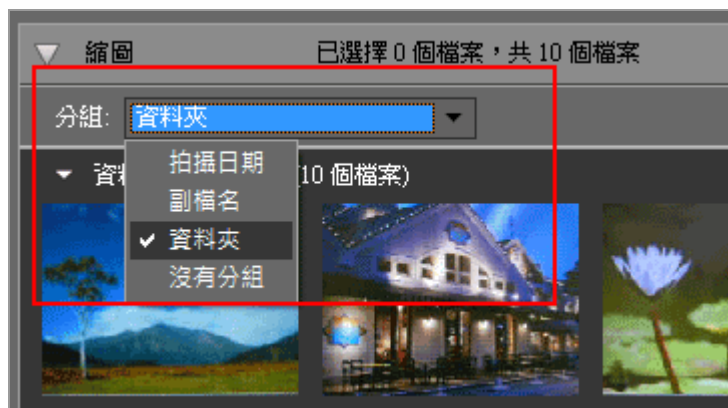 縮圖 已選擇 0 個檔案，共 10 個檔案
分組: 資料夾
拍攝日期
資 (10 個檔案)
副檔名
資料夾
沒有分組